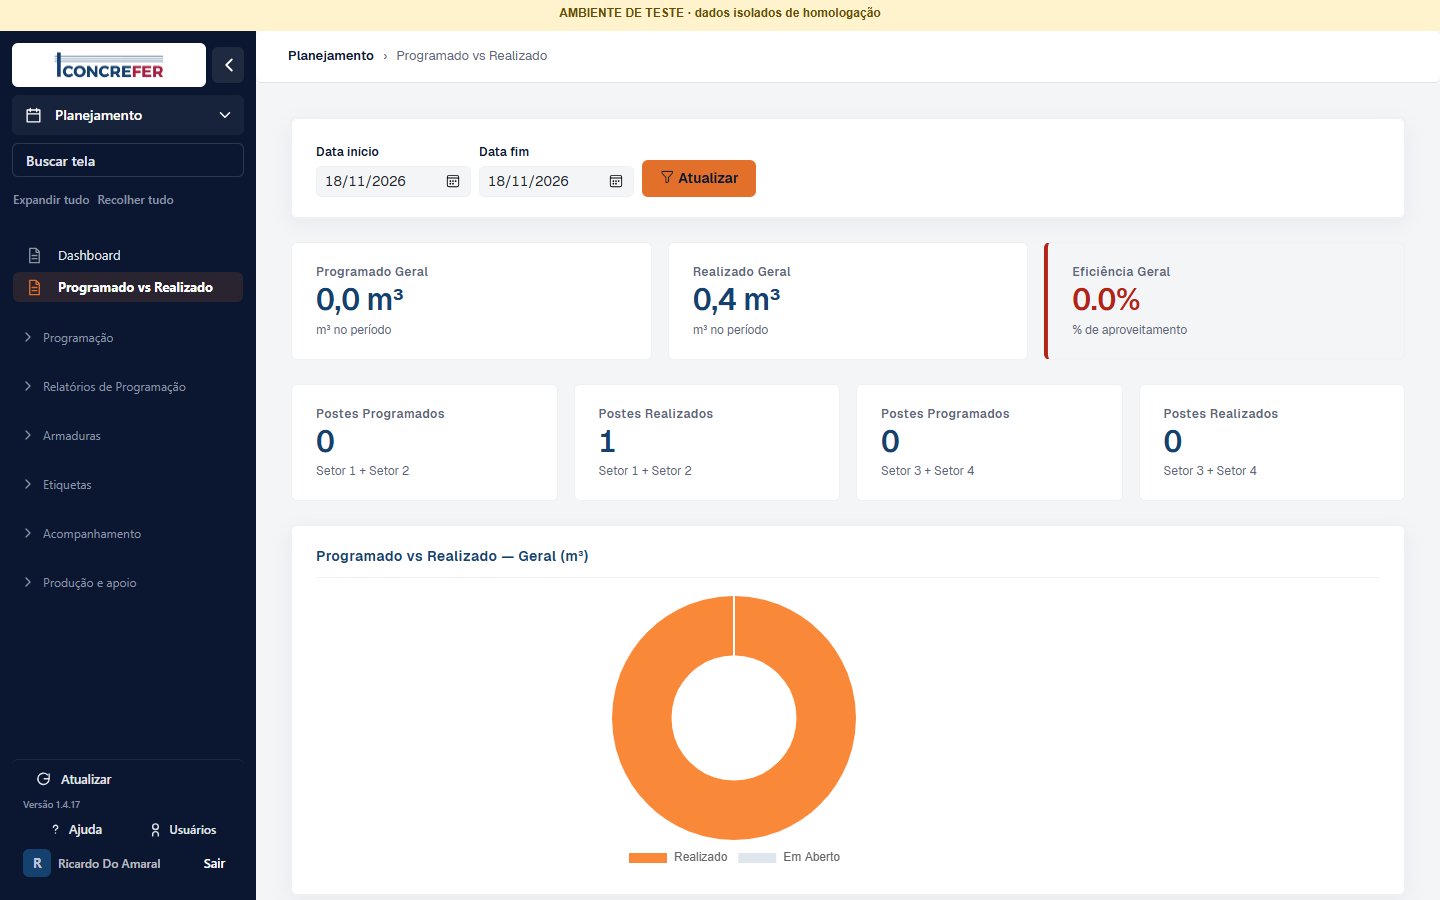 AMBIENTE DE TESTE · dados isolados de homologação
CONCREFER
Planejamento
Buscar tela
Expandir tudo Recolher tudo
Dashboard
Programado vs Realizado
Programação
Relatórios de Programação
Armaduras
Etiquetas
Acompanhamento
Produção e apoio
Atualizar
Versão 1.4.17
? Ajuda Usuários
R Ricardo Do Amaral Sair
Planejamento › Programado vs Realizado
Data inicio Data fim
18/11/2026 18/11/2026 Atualizar
Programado Geral
0,0 m³
m³ no período
Realizado Geral
0,4 m³
m³ no período
Eficiência Geral
0.0%
% de aproveitamento
Postes Programados
0
Setor 1 + Setor 2
Postes Realizados
1
Setor 1 + Setor 2
Postes Programados
0
Setor 3 + Setor 4
Postes Realizados
0
Setor 3 + Setor 4
Programado vs Realizado — Geral (m³)
Realizado Em Aberto